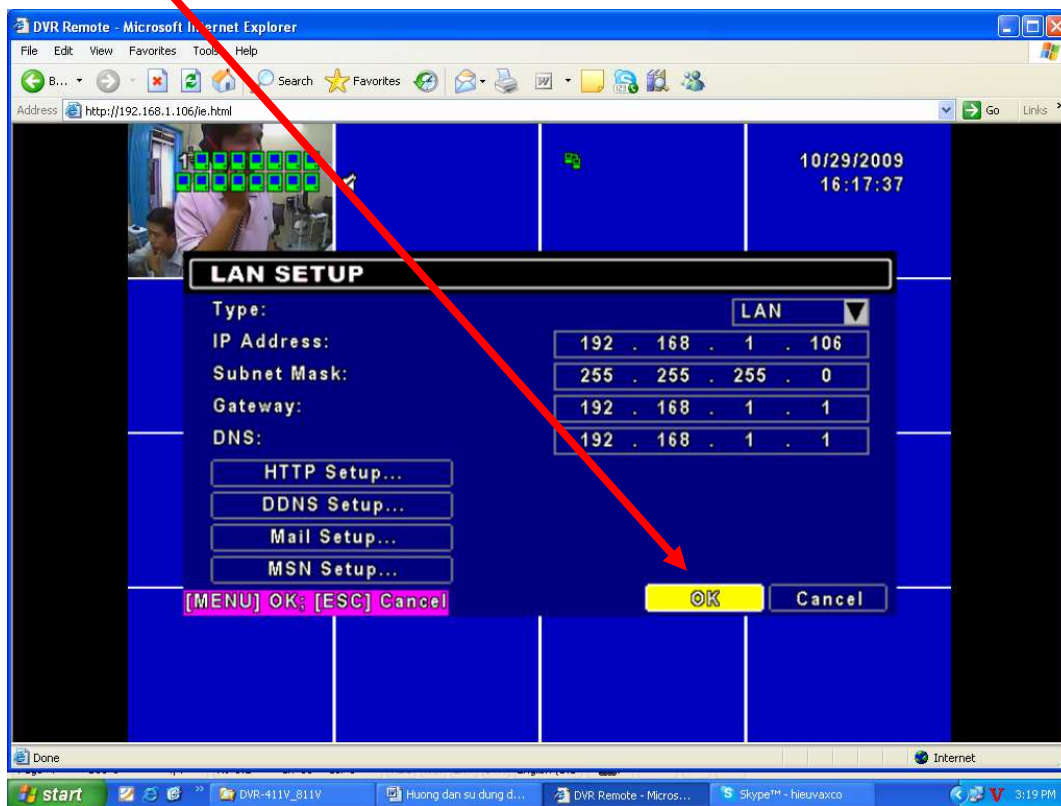 DVR Remote - Microsoft Internet Explorer
File Edit View Favorites Tools Help
B... Search Favorites
Address http://192.168.1.106/ie.html Go Links
1
10/29/2009
16:17:37
LAN SETUP
Type: LAN
IP Address: 192 . 168 . 1 . 106
Subnet Mask: 255 . 255 . 255 . 0
Gateway: 192 . 168 . 1 . 1
DNS: 192 . 168 . 1 . 1
HTTP Setup...
DDNS Setup...
Mail Setup...
MSN Setup...
[MENU] OK; [ESC] Cancel OK Cancel
Done Internet
start DVR-411V_811V Huong dan su dung d... DVR Remote - Micros... Skype™ - hieuvaxco V 3:19 PM